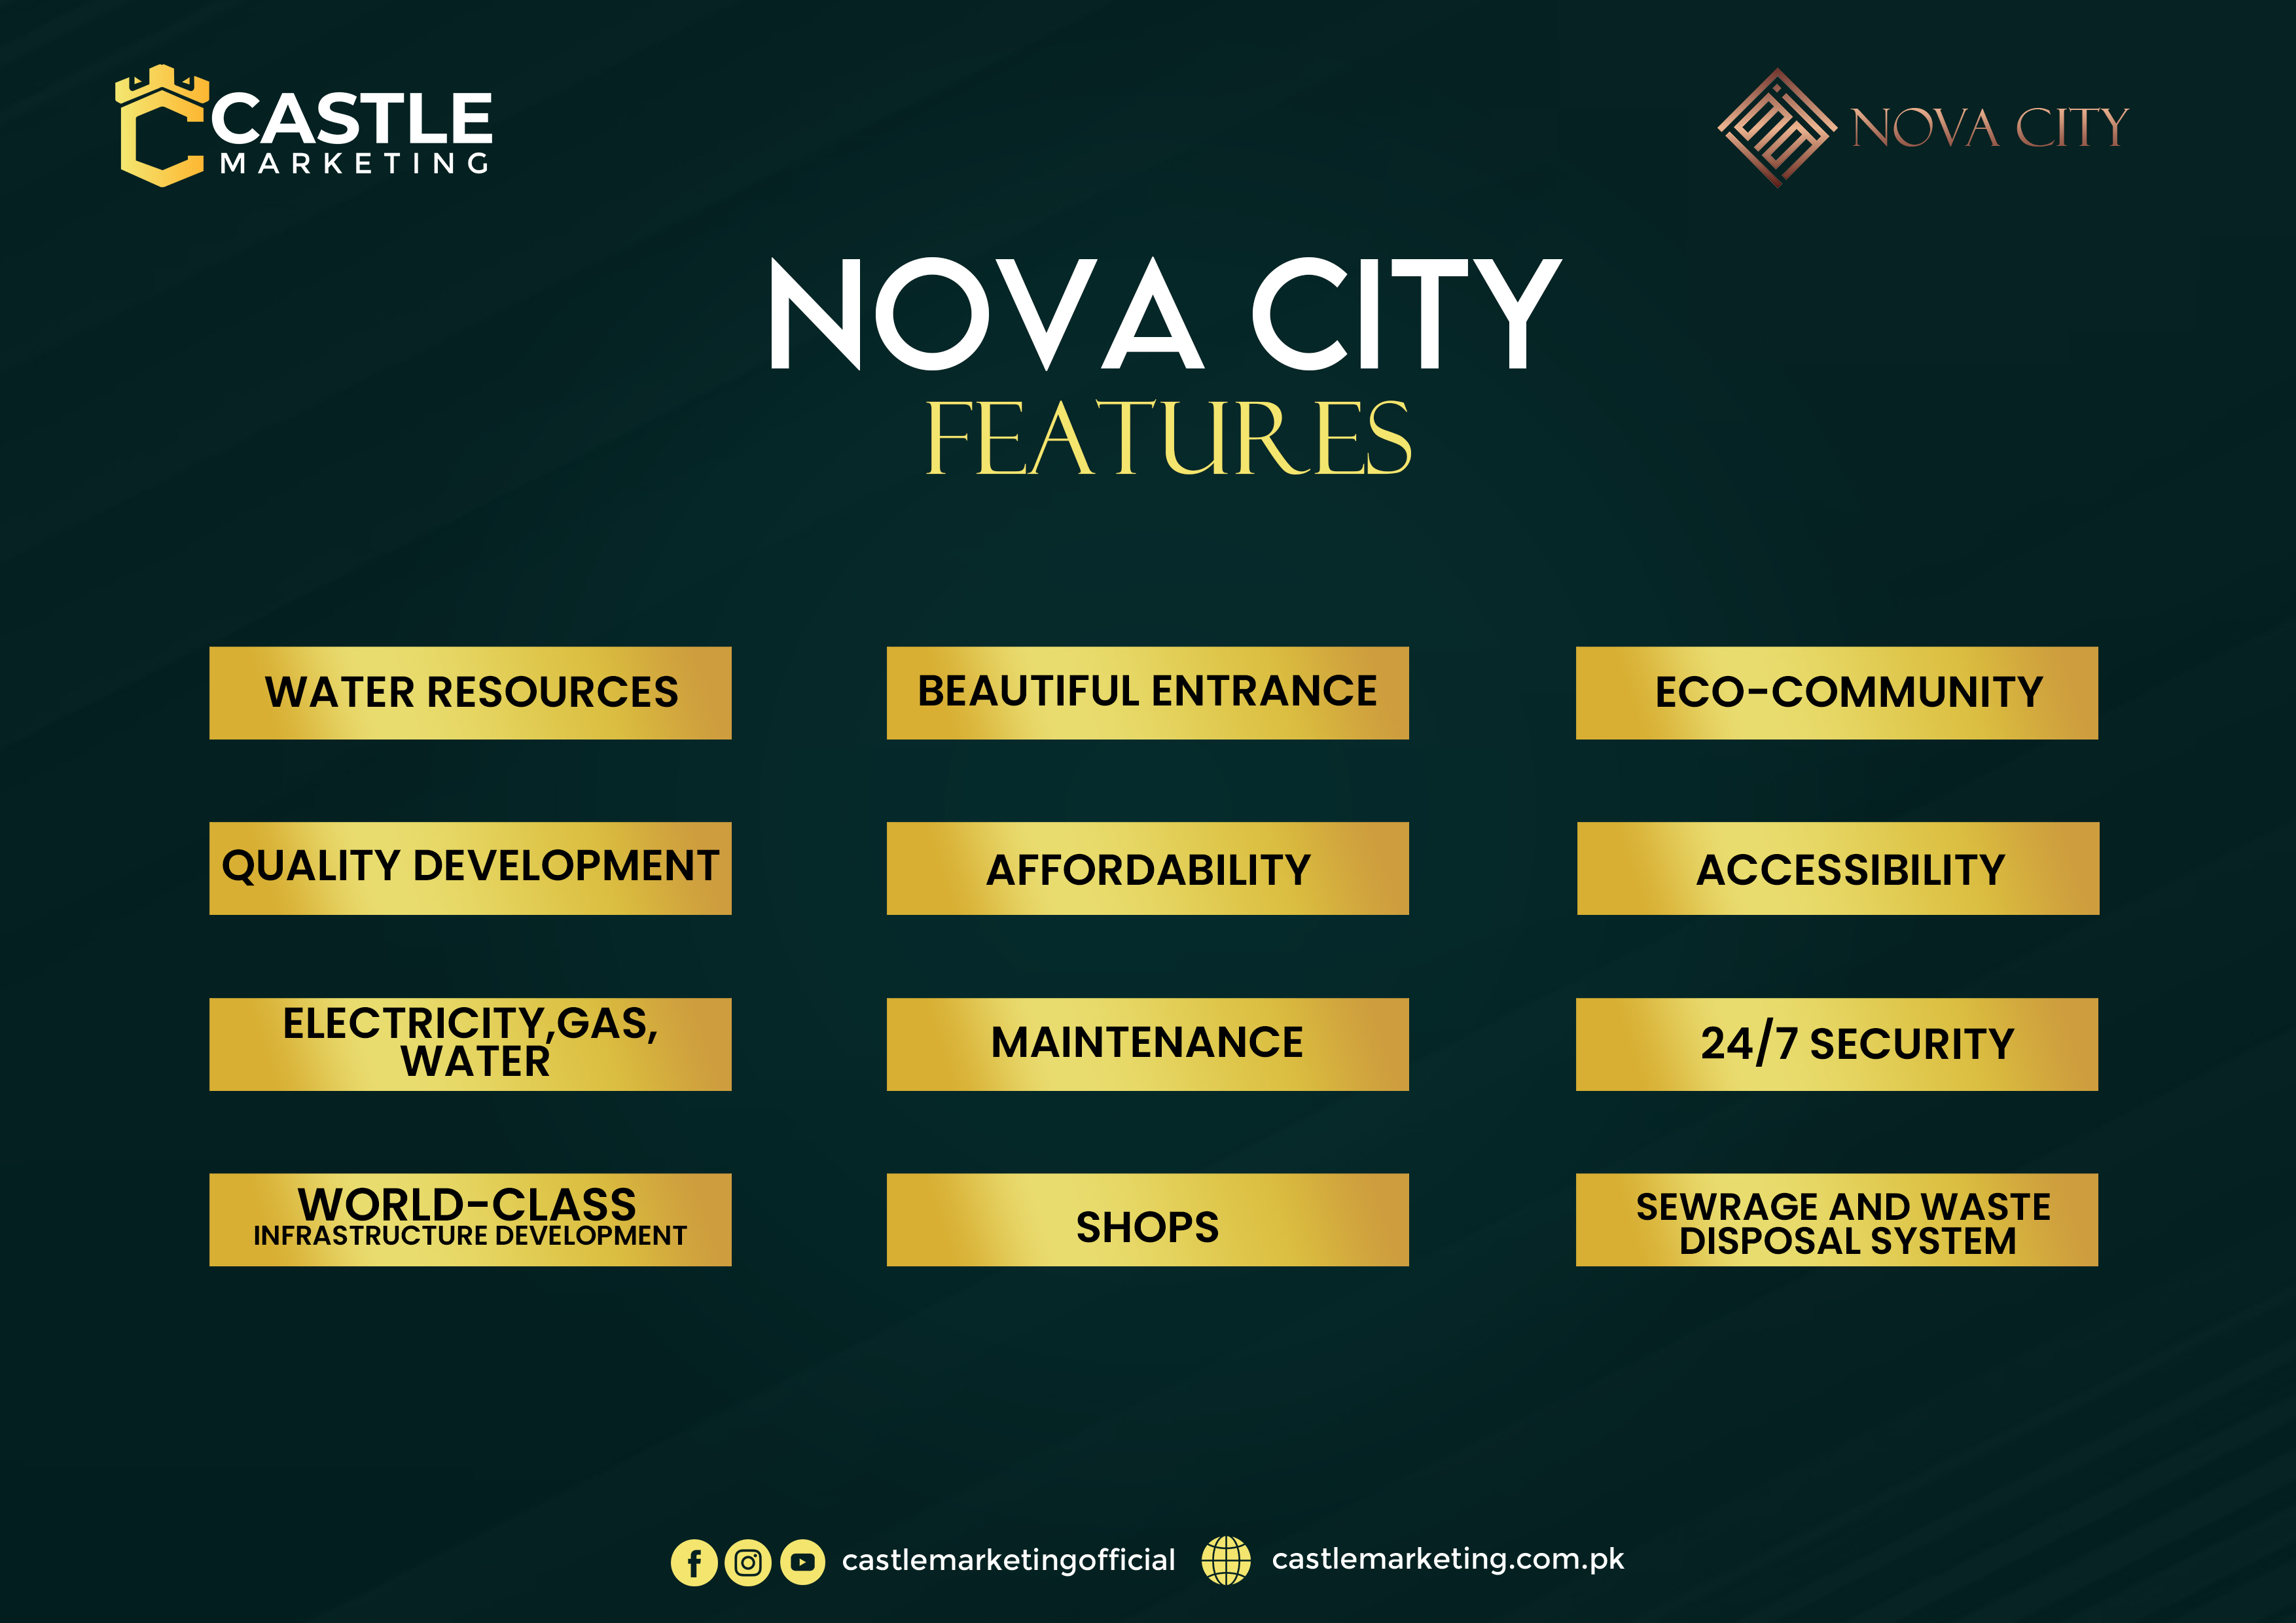 CASTLE
MARKETING
NOVA CITY
NOVA CITY
FEATURES
WATER RESOURCES
BEAUTIFUL ENTRANCE
ECO-COMMUNITY
QUALITY DEVELOPMENT
AFFORDABILITY
ACCESSIBILITY
ELECTRICITY,GAS,
WATER
MAINTENANCE
24/7 SECURITY
WORLD-CLASS
INFRASTRUCTURE DEVELOPMENT
SHOPS
SEWRAGE AND WASTE
DISPOSAL SYSTEM
castlemarketingofficial
castlemarketing.com.pk